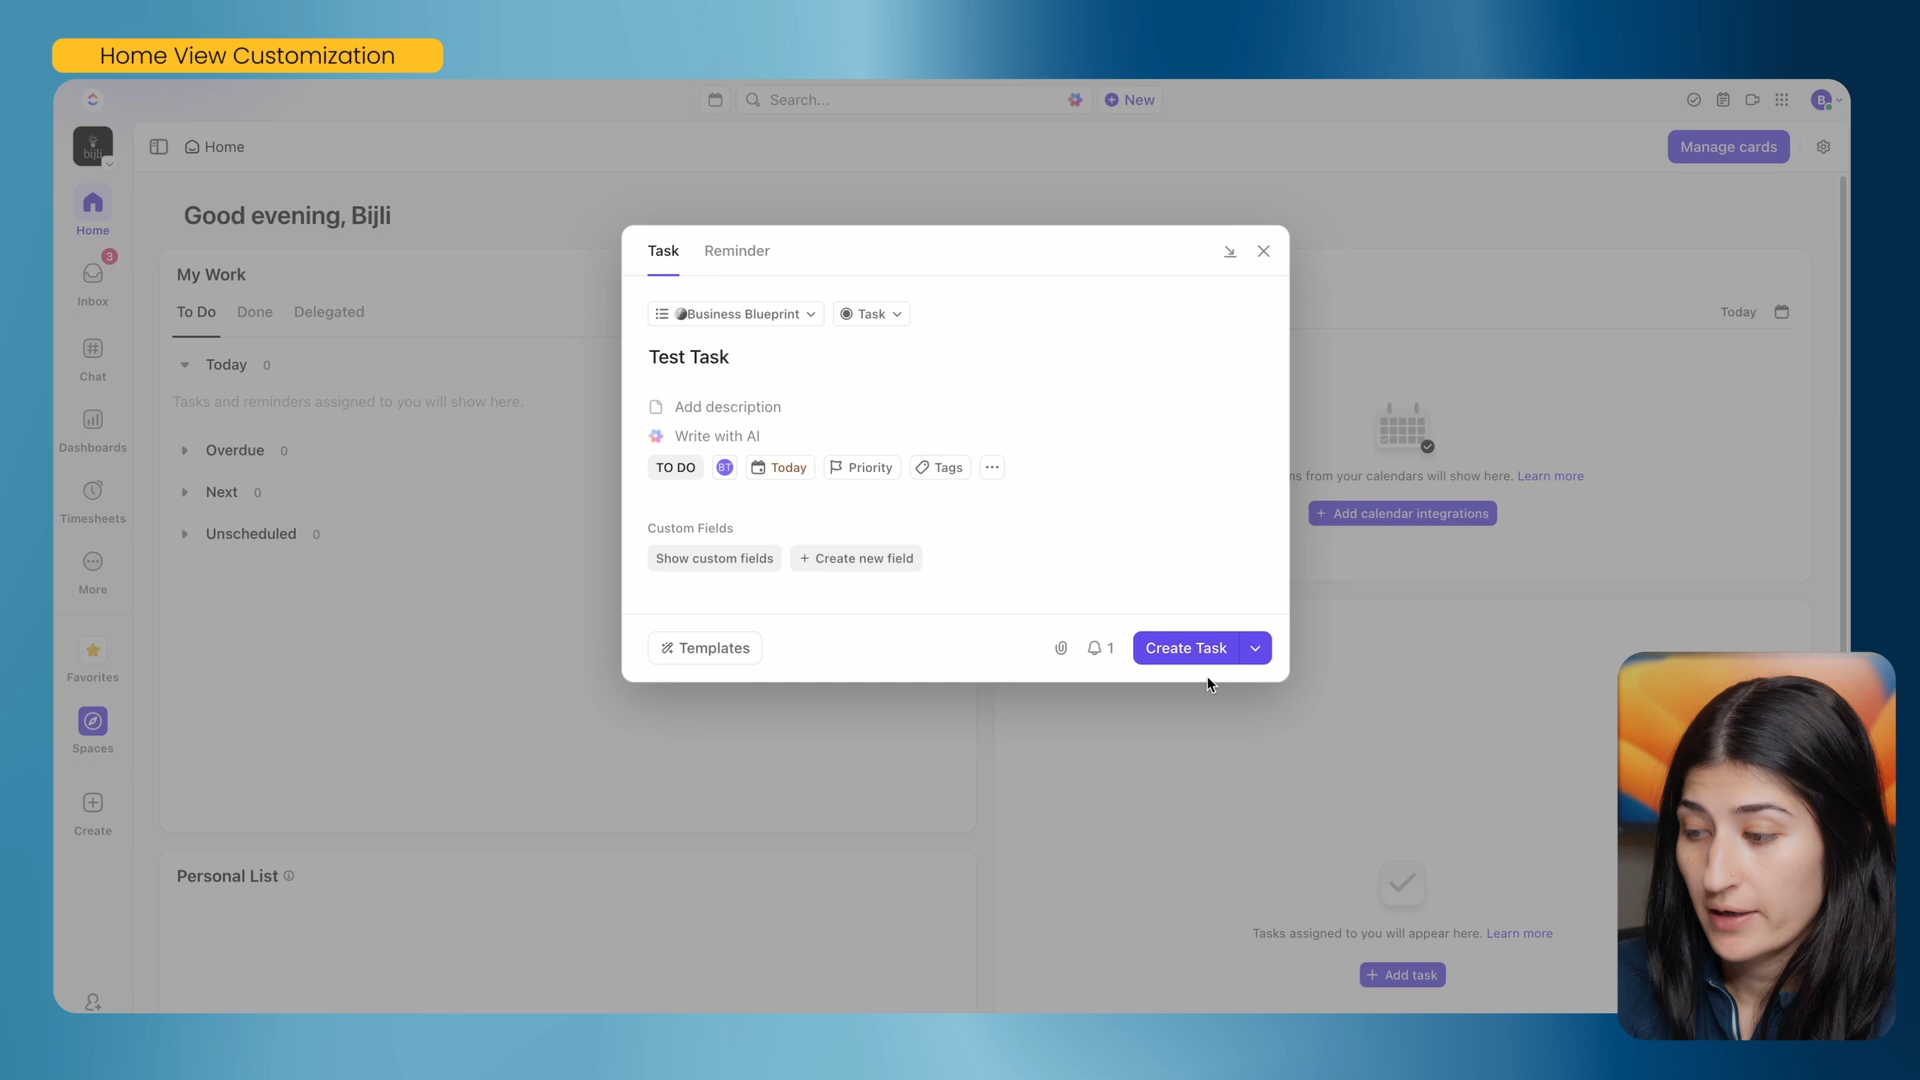 Home View Customization
Search...
New
B
bijli
Home
Manage cards
Home
3
Inbox
Chat
Dashboards
Timesheets
More
Favorites
Spaces
Create
Good evening, Bijli
My Work
To Do Done Delegated
Today 0
Tasks and reminders assigned to you will show here.
Overdue 0
Next 0
Unscheduled 0
Personal List
Task Reminder
Business Blueprint Task
Test Task
Add description
Write with AI
TO DO BT Today Priority Tags
Custom Fields
Show custom fields + Create new field
Templates 1 Create Task
Today
ns from your calendars will show here. Learn more
+ Add calendar integrations
Tasks assigned to you will appear here. Learn more
+ Add task